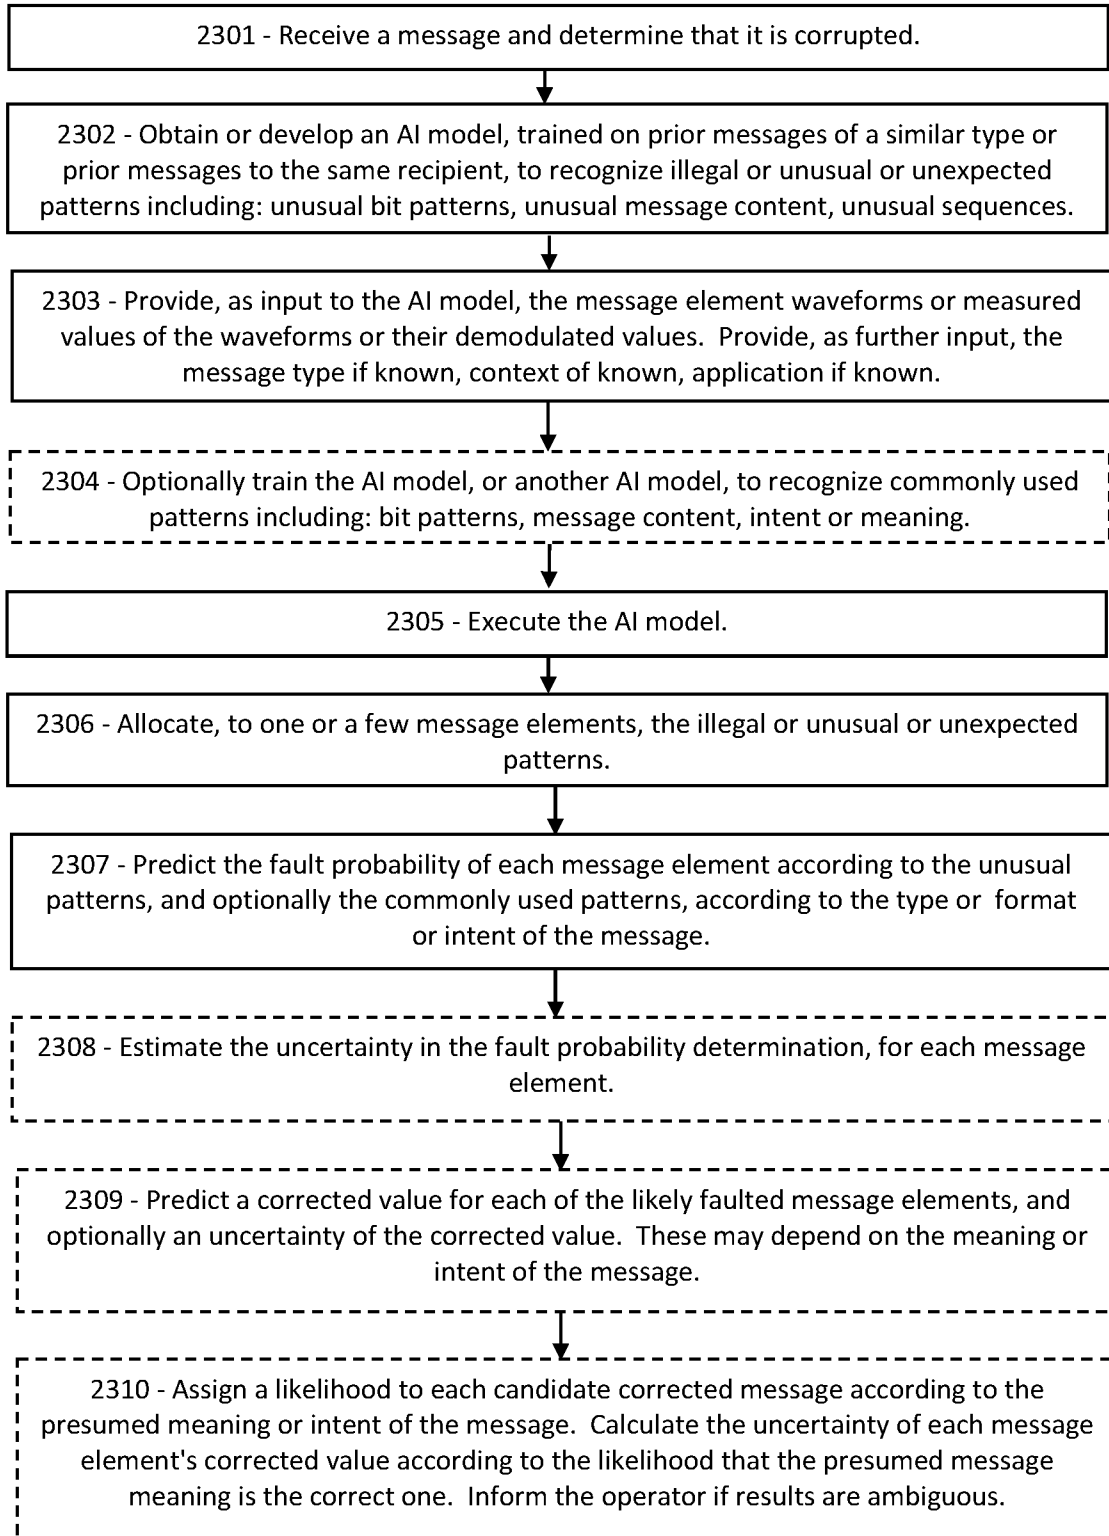 2301 - Receive a message and determine that it is corrupted.
2302 - Obtain or develop an AI model, trained on prior messages of a similar type or
prior messages to the same recipient, to recognize illegal or unusual or unexpected
patterns including: unusual bit patterns, unusual message content, unusual sequences.
2303 - Provide, as input to the AI model, the message element waveforms or measured
values of the waveforms or their demodulated values.  Provide, as further input, the
message type if known, context of known, application if known.
2304 - Optionally train the AI model, or another AI model, to recognize commonly used
patterns including: bit patterns, message content, intent or meaning.
2305 - Execute the AI model.
2306 - Allocate, to one or a few message elements, the illegal or unusual or unexpected
patterns.
2307 - Predict the fault probability of each message element according to the unusual
patterns, and optionally the commonly used patterns, according to the type or  format
or intent of the message.
2308 - Estimate the uncertainty in the fault probability determination, for each message
element.
2309 - Predict a corrected value for each of the likely faulted message elements, and
optionally an uncertainty of the corrected value.  These may depend on the meaning or
intent of the message.
2310 - Assign a likelihood to each candidate corrected message according to the
presumed meaning or intent of the message.  Calculate the uncertainty of each message
element's corrected value according to the likelihood that the presumed message
meaning is the correct one.  Inform the operator if results are ambiguous.